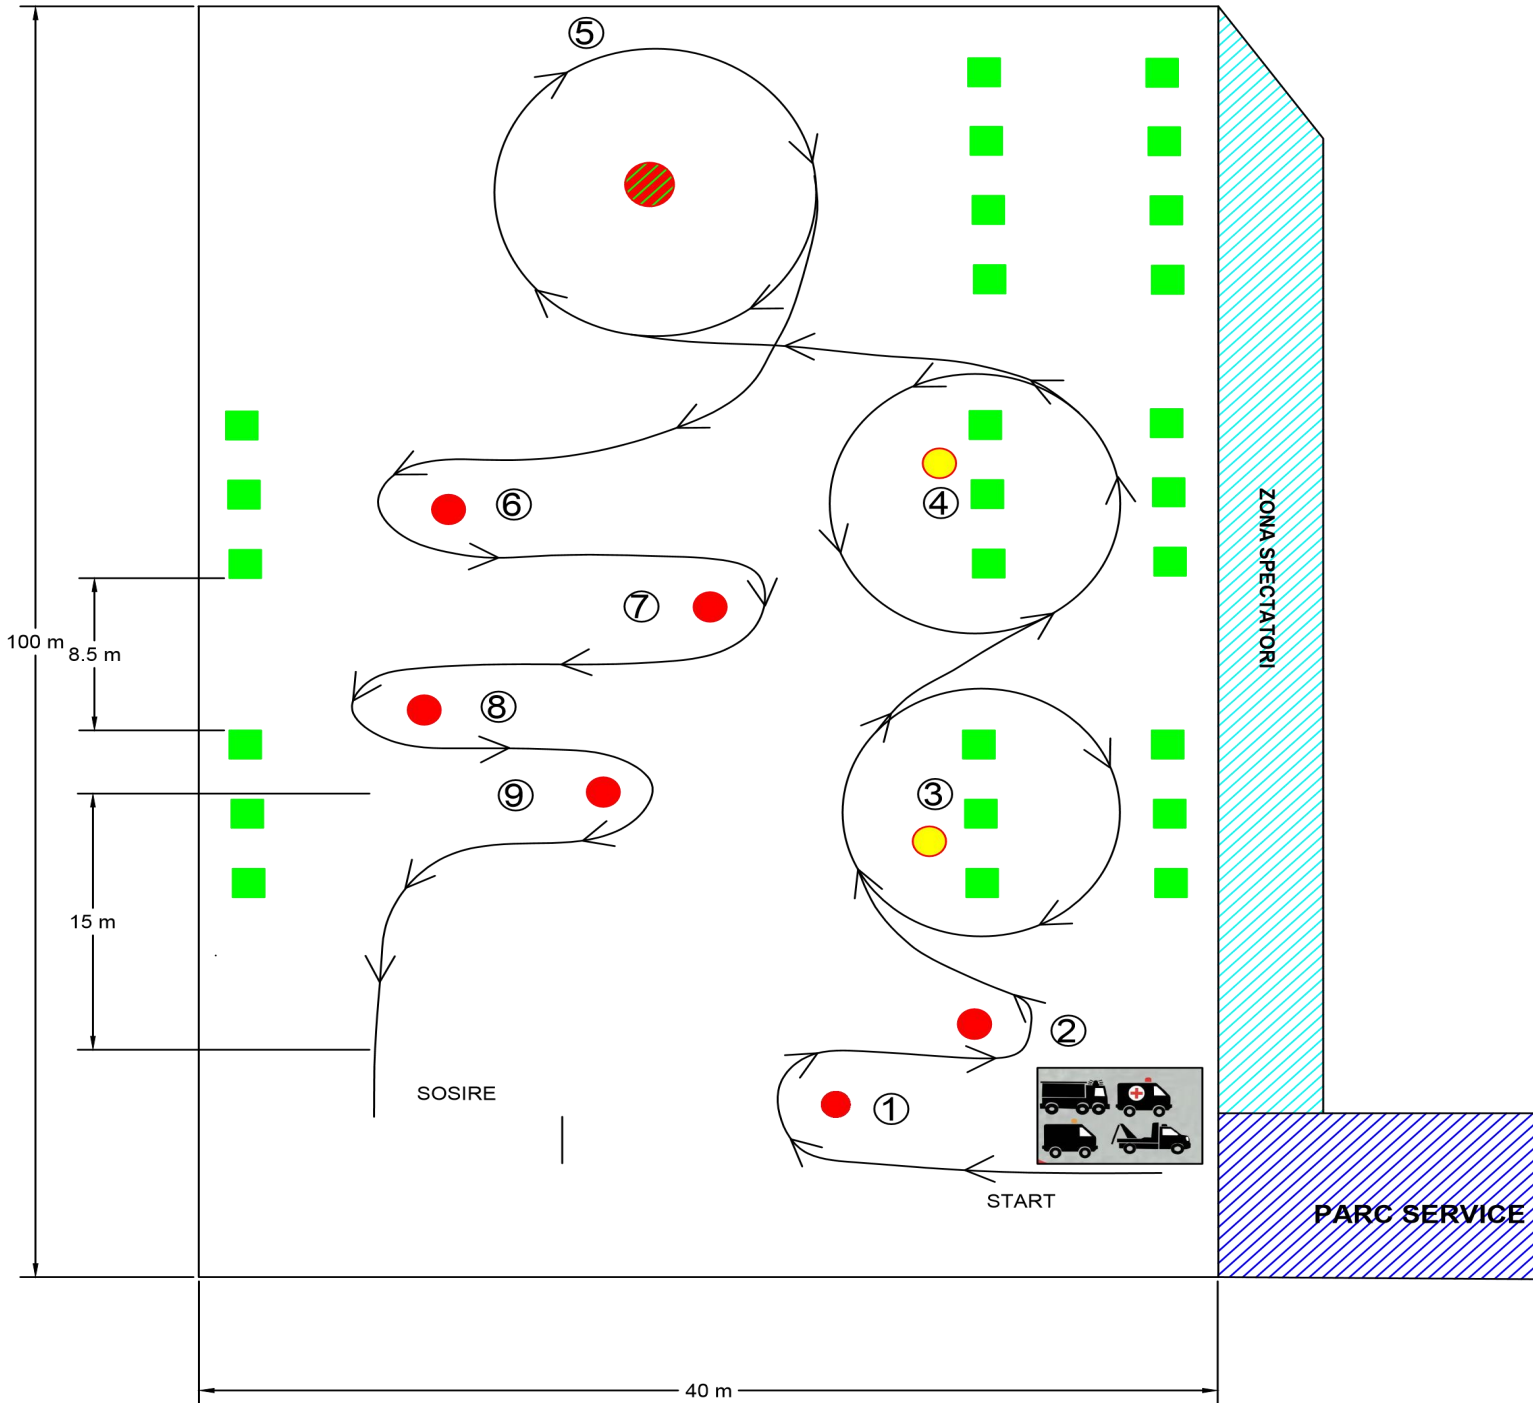 ⑤
④
ZONA SPECTATORI
⑥
⑦
100 m
8.5 m
⑧
③
⑨
15 m
②
SOSIRE
①
START
PARC SERVICE
40 m